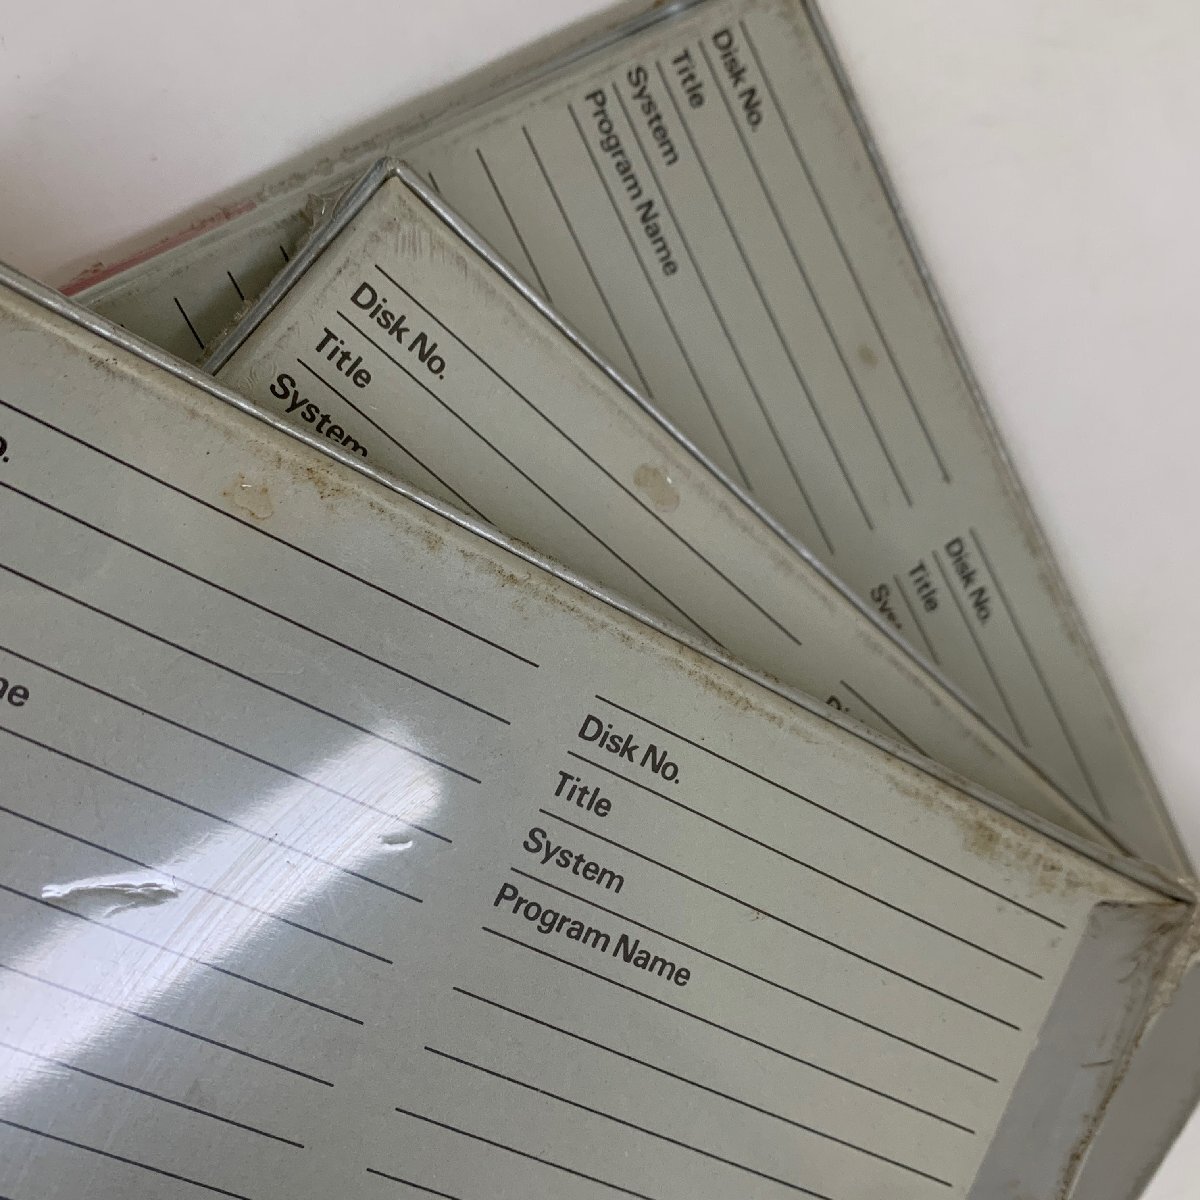 Disk No.
Title
System
Program Name
Disk No.
Title
Disk No.
Title
System
Disk No.
Title
System
Program Name